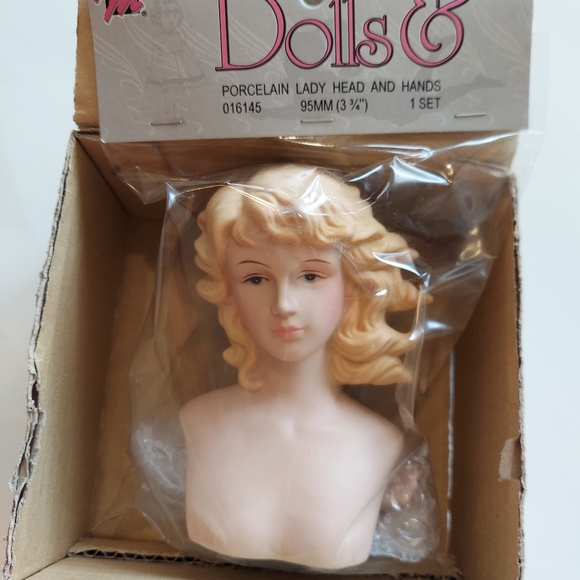 M®
Dolls &
PORCELAIN LADY HEAD AND HANDS
016145 95MM (3 ¾") 1 SET